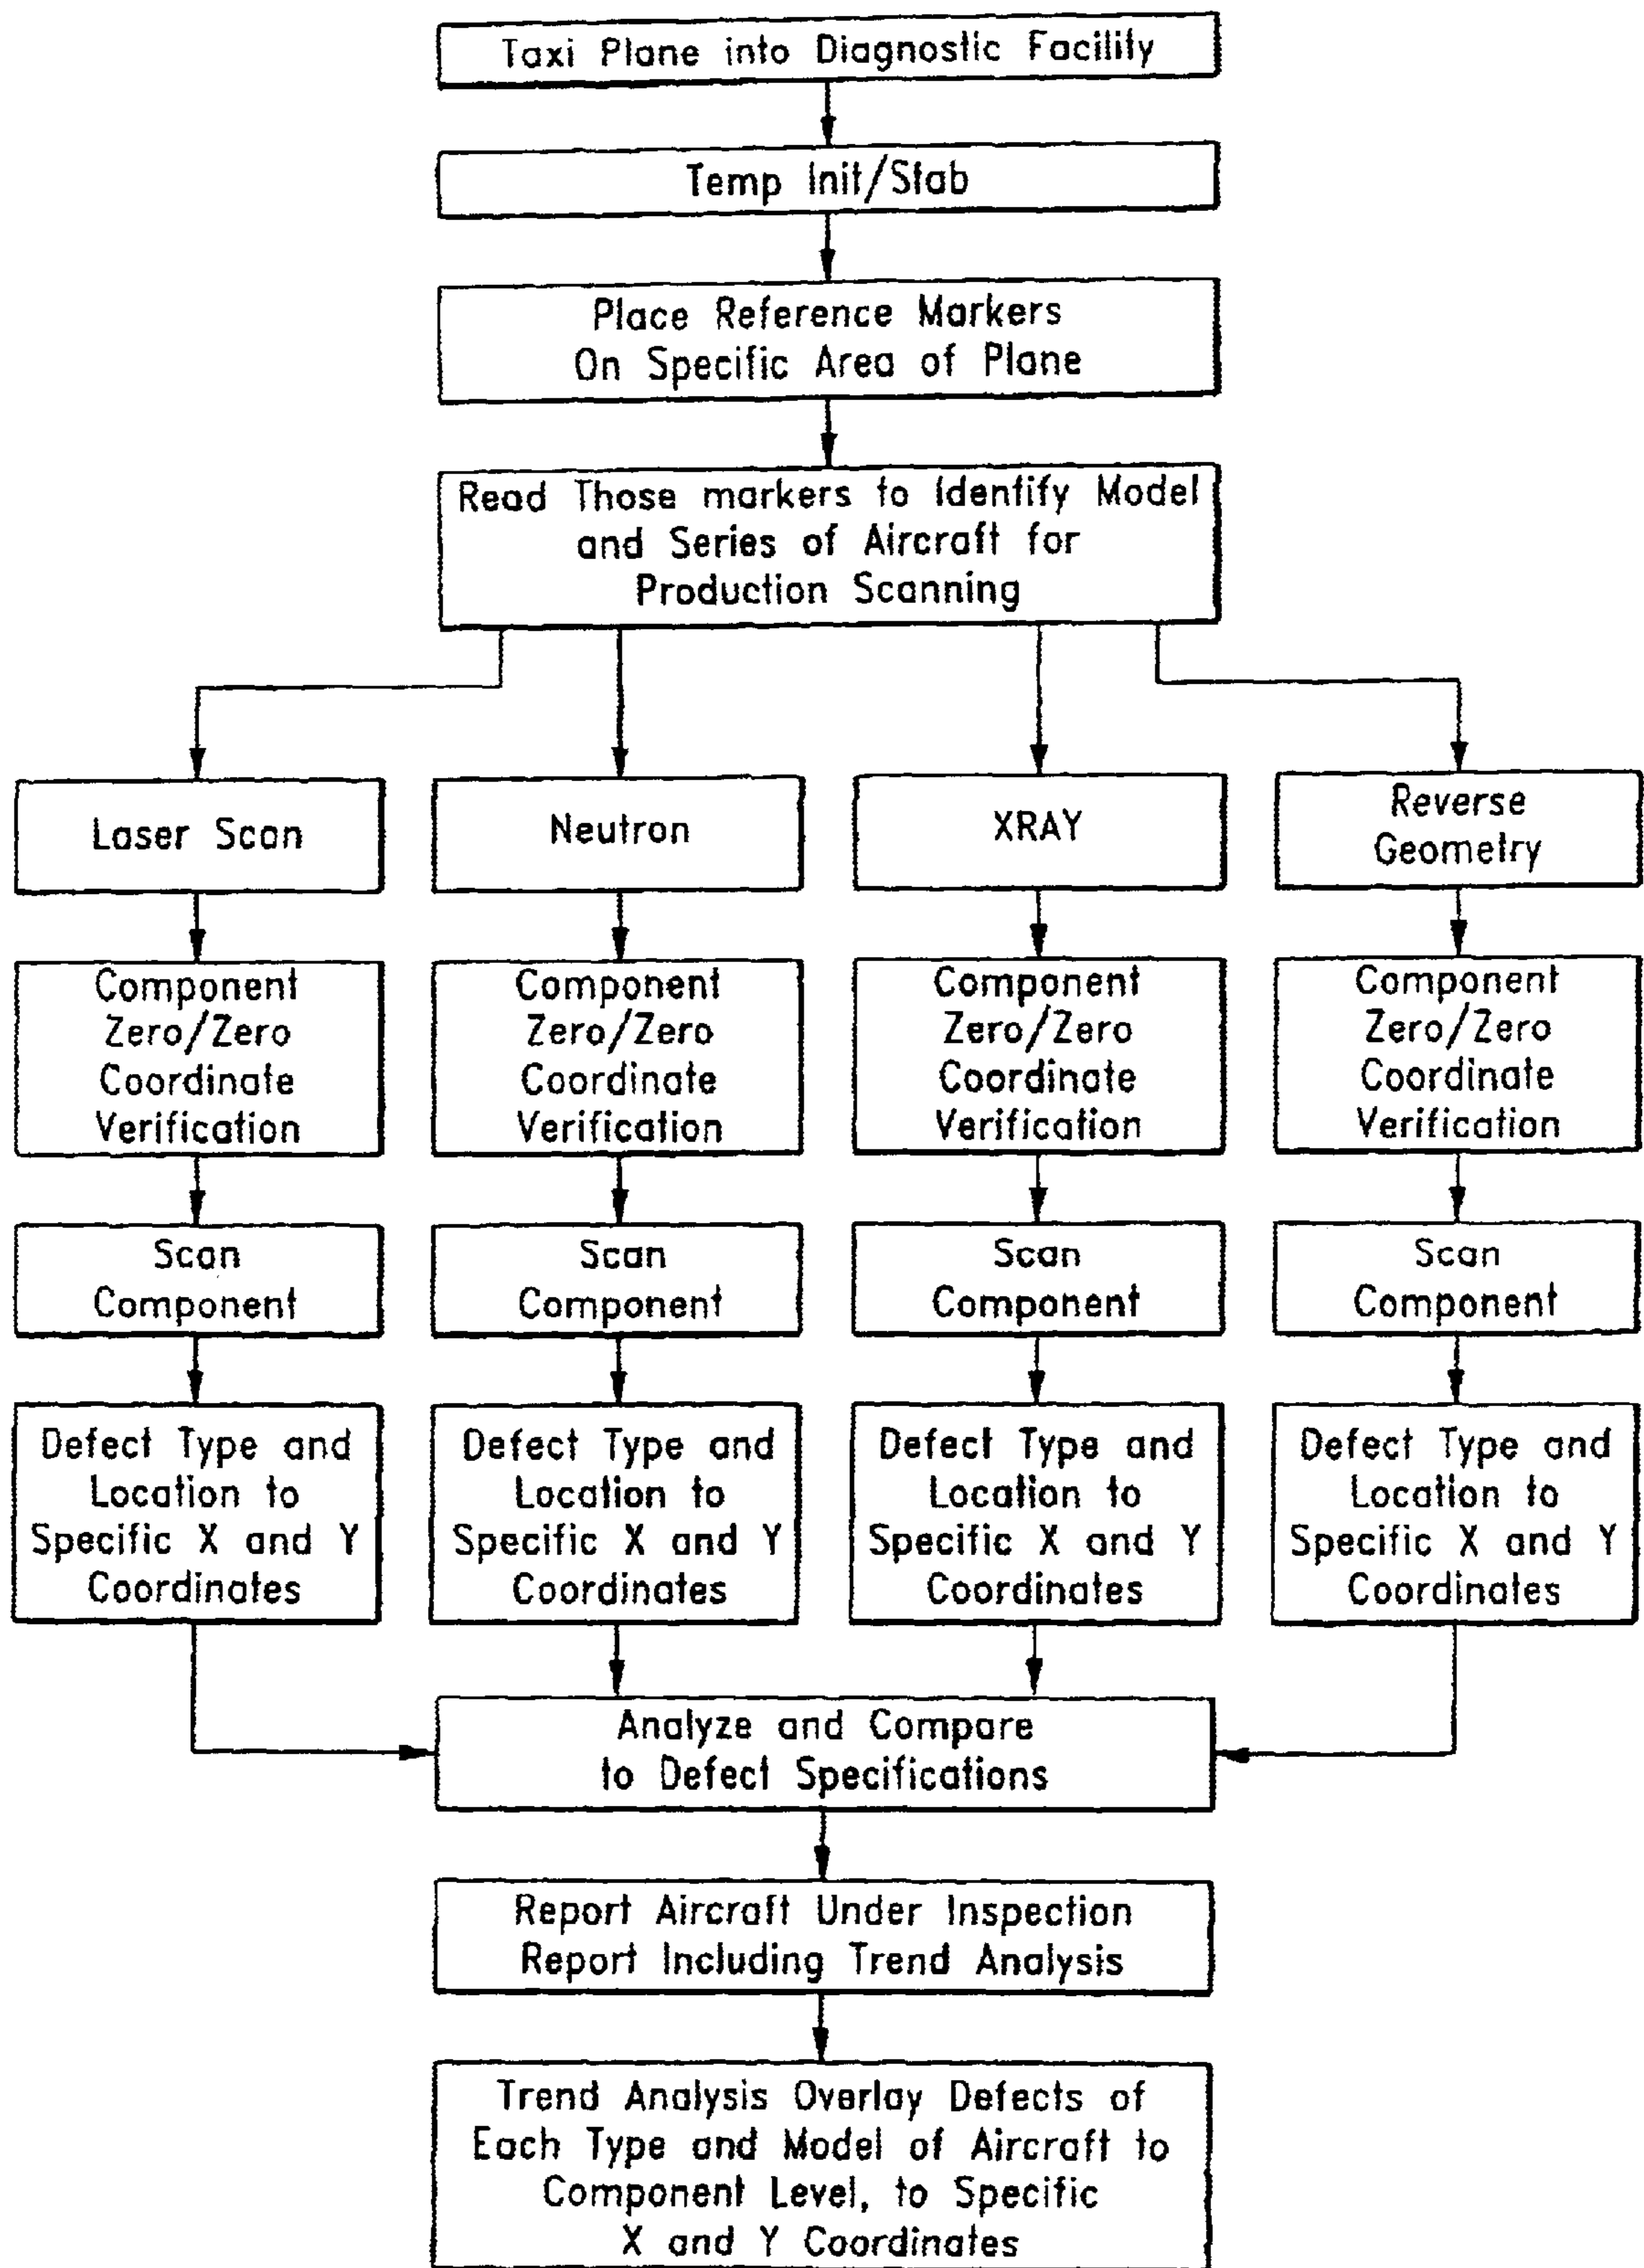 Taxi Plane into Diagnostic Facility
Temp Init/Stab
Place Reference Markers
On Specific Area of Plane
Read Those markers to Identify Model
and Series of Aircraft for
Production Scanning
Laser Scan
Neutron
XRAY
Reverse
Geometry
Component
Zero/Zero
Coordinate
Verification
Component
Zero/Zero
Coordinate
Verification
Component
Zero/Zero
Coordinate
Verification
Component
Zero/Zero
Coordinate
Verification
Scan
Component
Scan
Component
Scan
Component
Scan
Component
Defect Type and
Location to
Specific X and Y
Coordinates
Defect Type and
Location to
Specific X and Y
Coordinates
Defect Type and
Location to
Specific X and Y
Coordinates
Defect Type and
Location to
Specific X and Y
Coordinates
Analyze and Compare
to Defect Specifications
Report Aircraft Under Inspection
Report Including Trend Analysis
Trend Analysis Overlay Defects of
Each Type and Model of Aircraft to
Component Level, to Specific
X and Y Coordinates